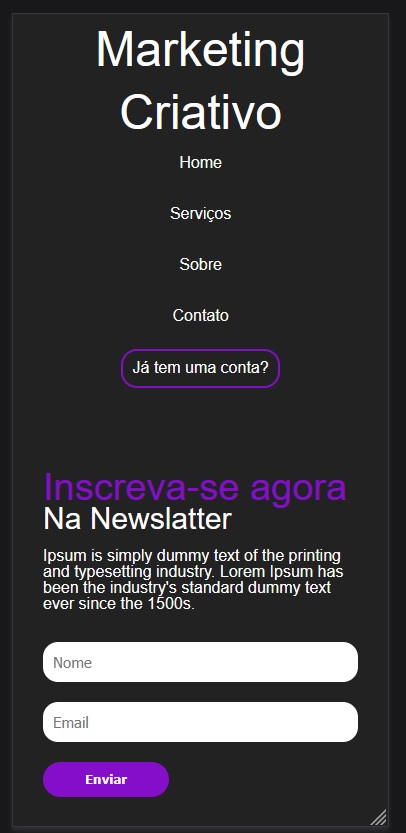 Marketing
Criativo
Home
Serviços
Sobre
Contato
Já tem uma conta?
Inscreva-se agora
Na Newslatter
Ipsum is simply dummy text of the printing
and typesetting industry. Lorem Ipsum has
been the industry's standard dummy text
ever since the 1500s.
Nome
Email
Enviar